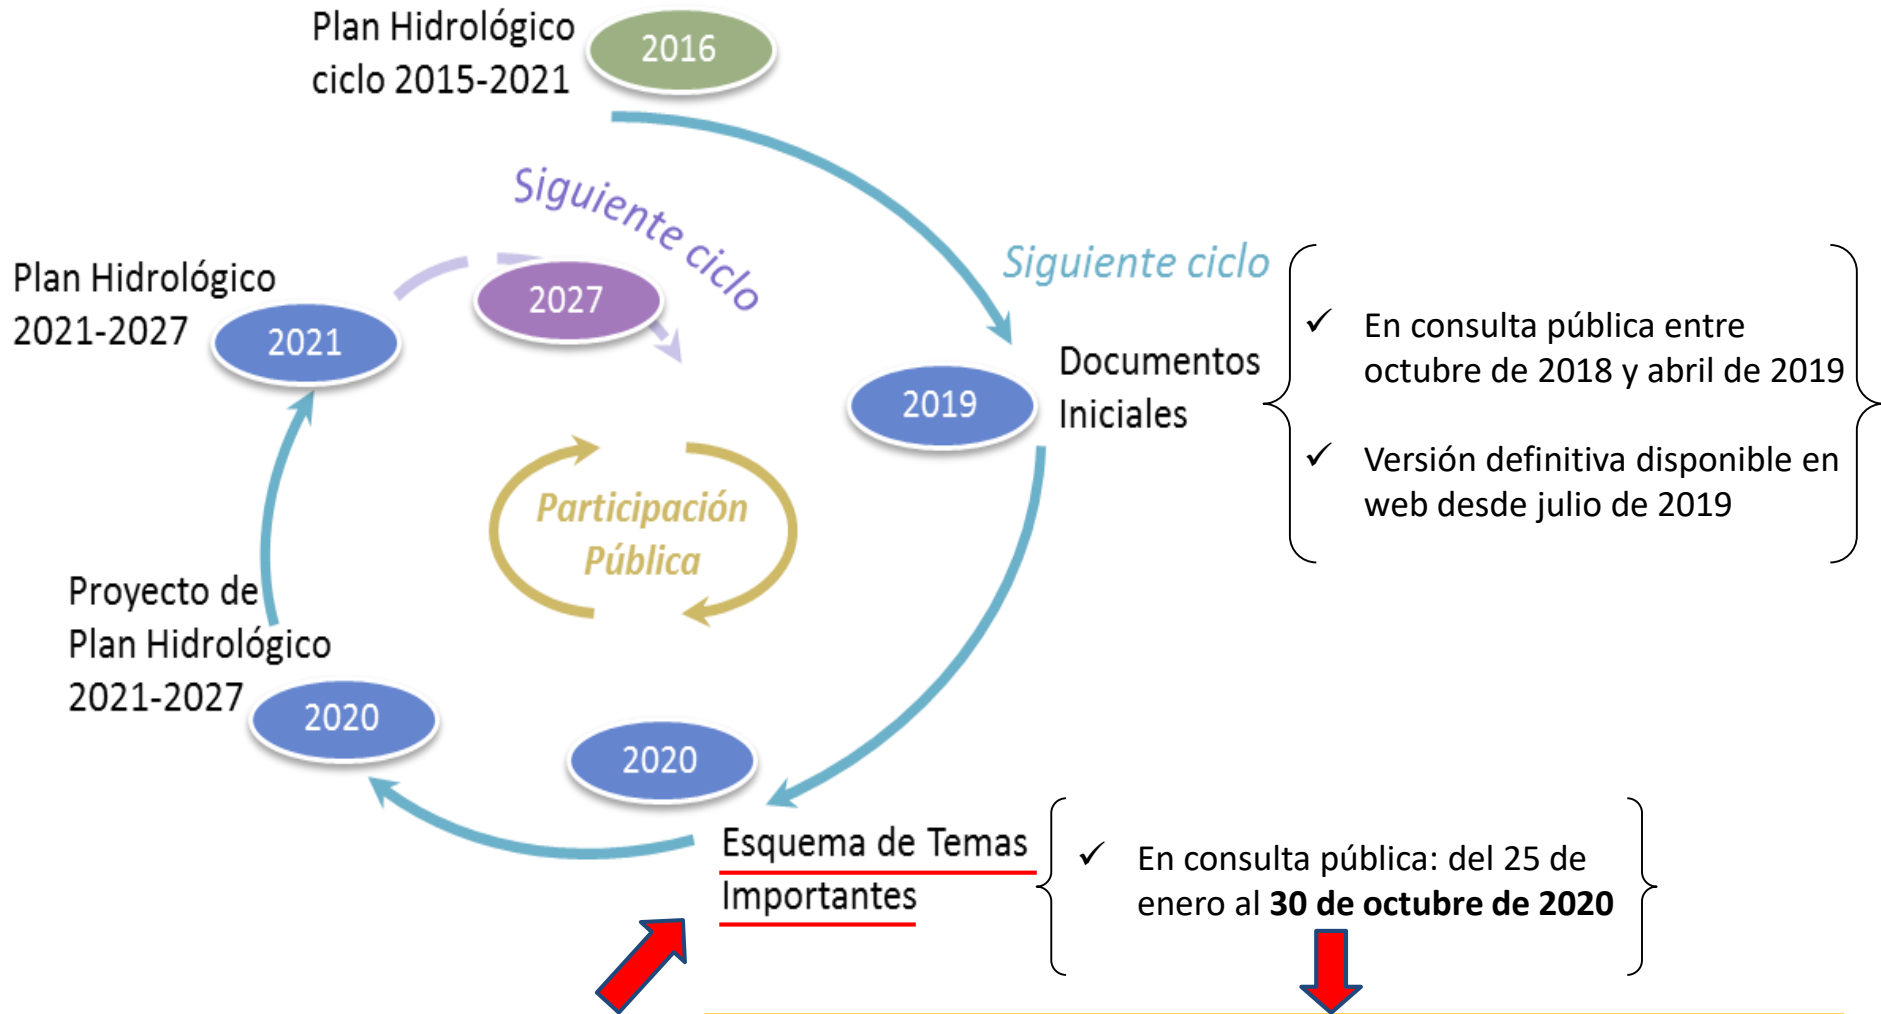 Plan Hidrológico
ciclo 2015-2021
2016
Siguiente ciclo
Siguiente ciclo
Plan Hidrológico
2021-2027
2021
2027
2019
Documentos
Iniciales
✓ En consulta pública entre
octubre de 2018 y abril de 2019
✓ Versión definitiva disponible en
web desde julio de 2019
Participación
Pública
Proyecto de
Plan Hidrológico
2021-2027
2020
2020
Esquema de Temas
Importantes
✓ En consulta pública: del 25 de
enero al 30 de octubre de 2020